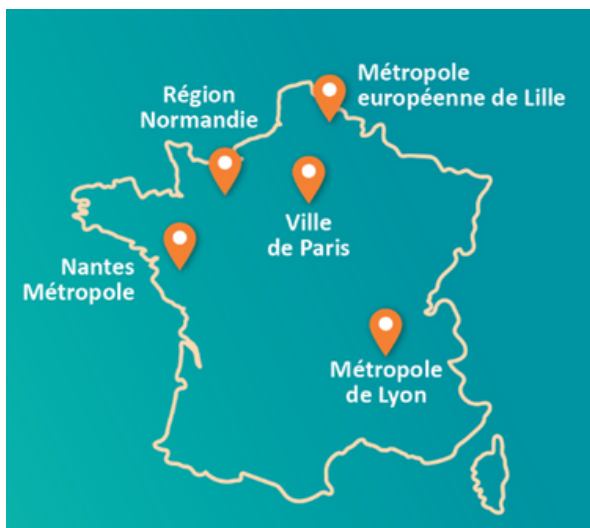 Métropole
européenne de Lille
Région
Normandie
Ville
de Paris
Nantes
Métropole
Métropole
de Lyon